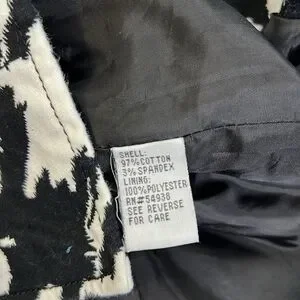 SHELL:
97%COTTON
3%SPANDEX
LINING:
100%POLYESTER
RN#54938
SEE REVERSE
FOR CARE